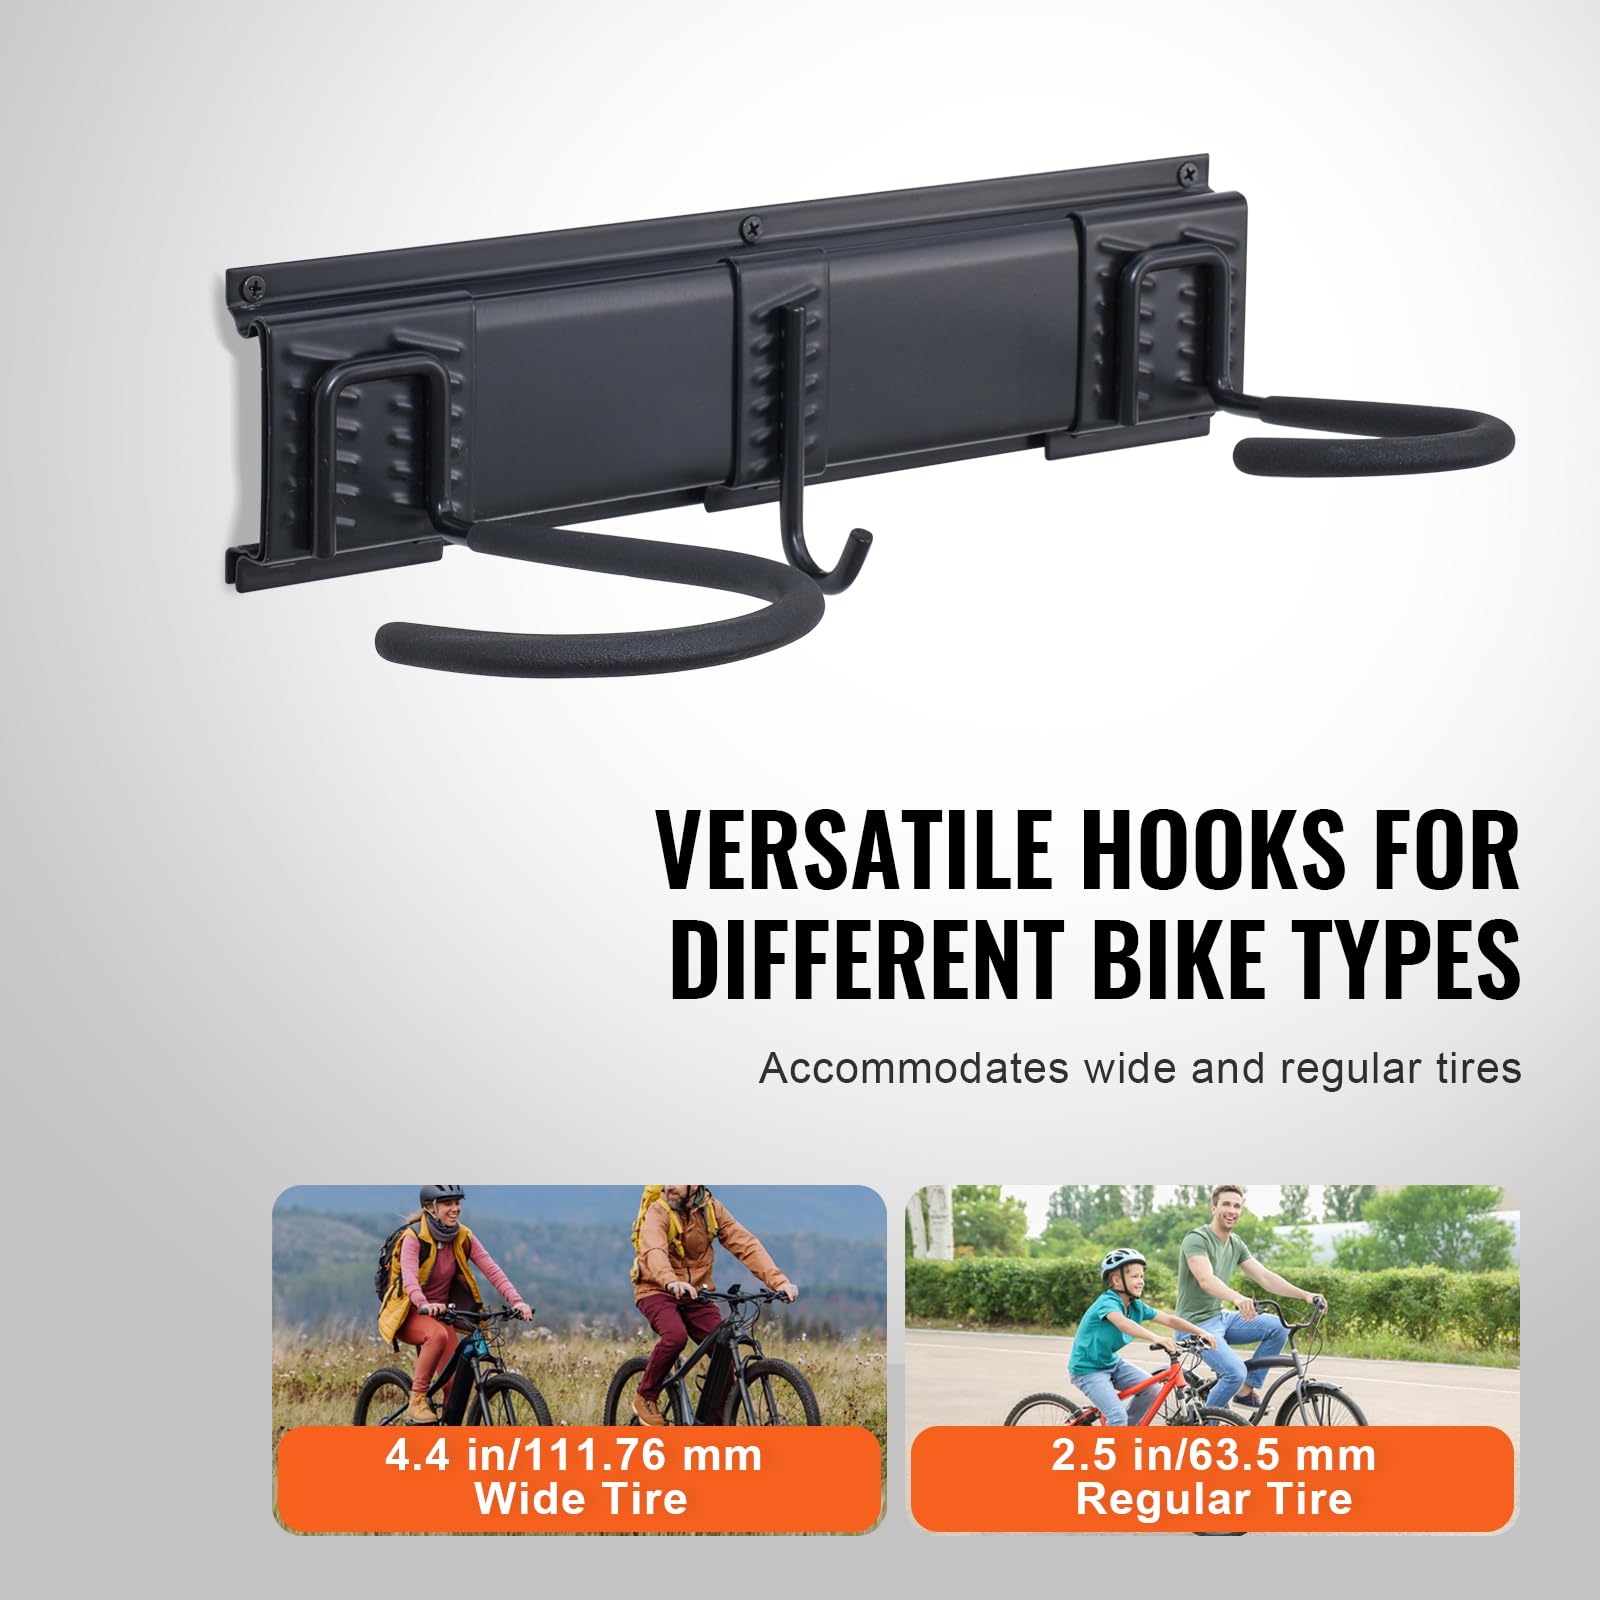 VERSATILE HOOKS FOR
DIFFERENT BIKE TYPES
Accommodates wide and regular tires
4.4 in/111.76 mm
Wide Tire
2.5 in/63.5 mm
Regular Tire